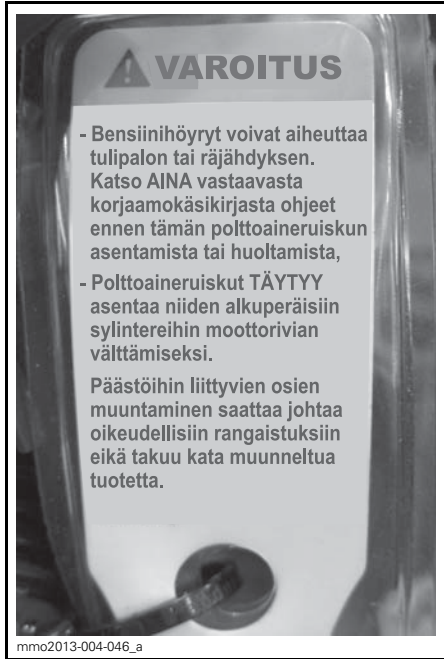 VAROITUS
- Bensiinihöyryt voivat aiheuttaa
tulipalon tai räjähdyksen.
Katso AINA vastaavasta
korjaamokäsikirjasta ohjeet
ennen tämän polttoaineruiskun
asentamista tai huoltamista,
- Polttoaineruiskut TÄYTYY
asentaa niiden alkuperäisiin
sylintereihin moottorivian
välttämiseksi.
Päästöihin liittyvien osien
muuntaminen saattaa johtaa
oikeudellisiin rangaistuksiin
eikä takuu kata muunneltua
tuotetta.
mmo2013-004-046_a